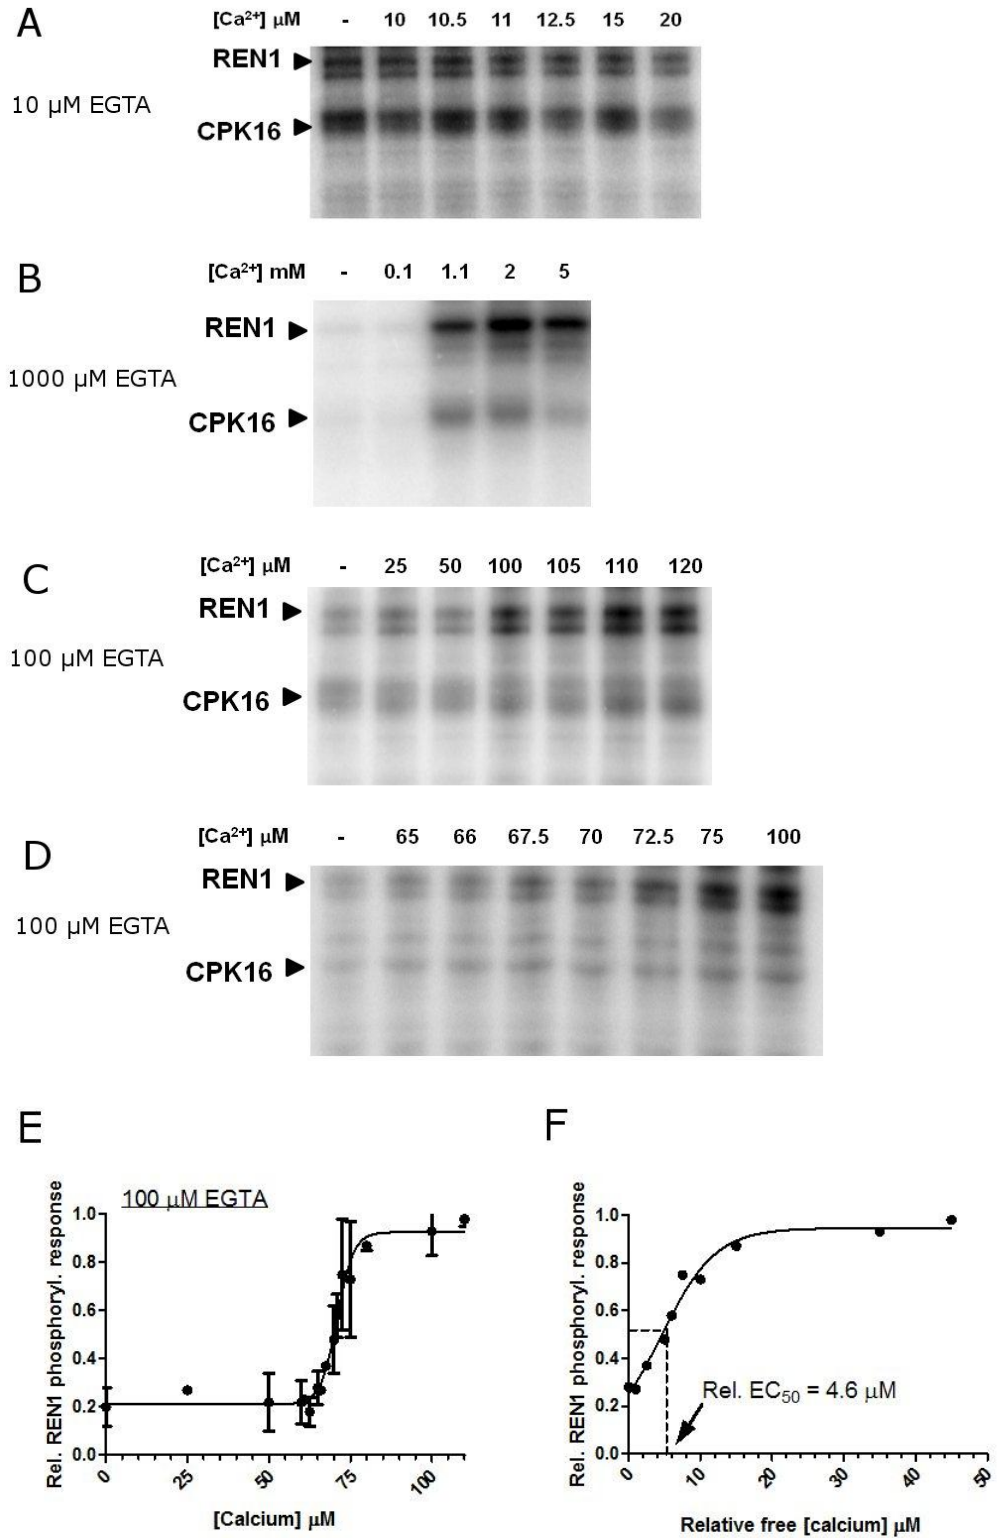 A
[Ca²⁺] µM - 10 10.5 11 12.5 15 20
REN1
10 µM EGTA
CPK16
B
[Ca²⁺] mM - 0.1 1.1 2 5
REN1
1000 µM EGTA
CPK16
C
[Ca²⁺] µM - 25 50 100 105 110 120
REN1
100 µM EGTA
CPK16
D
[Ca²⁺] µM - 65 66 67.5 70 72.5 75 100
REN1
100 µM EGTA
CPK16
E
100 µM EGTA
Rel. REN1 phosphoryl. response
1.0
0.8
0.6
0.4
0.2
0.0
0 25 50 75 100
[Calcium] µM
F
Rel. REN1 phosphoryl. response
1.0
0.8
0.6
0.4
0.2
0.0
Rel. EC₅₀ = 4.6 µM
0 10 20 30 40 50
Relative free [calcium] µM